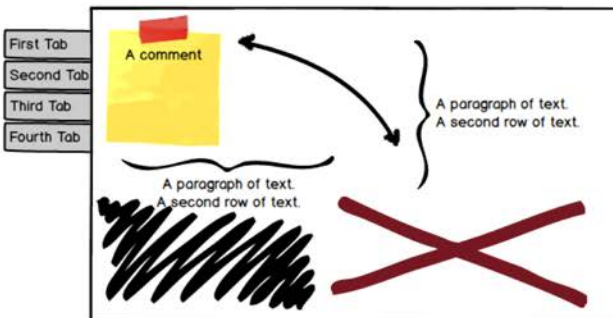 First Tab
Second Tab
Third Tab
Fourth Tab
A comment
A paragraph of text.
A second row of text.
A paragraph of text.
A second row of text.